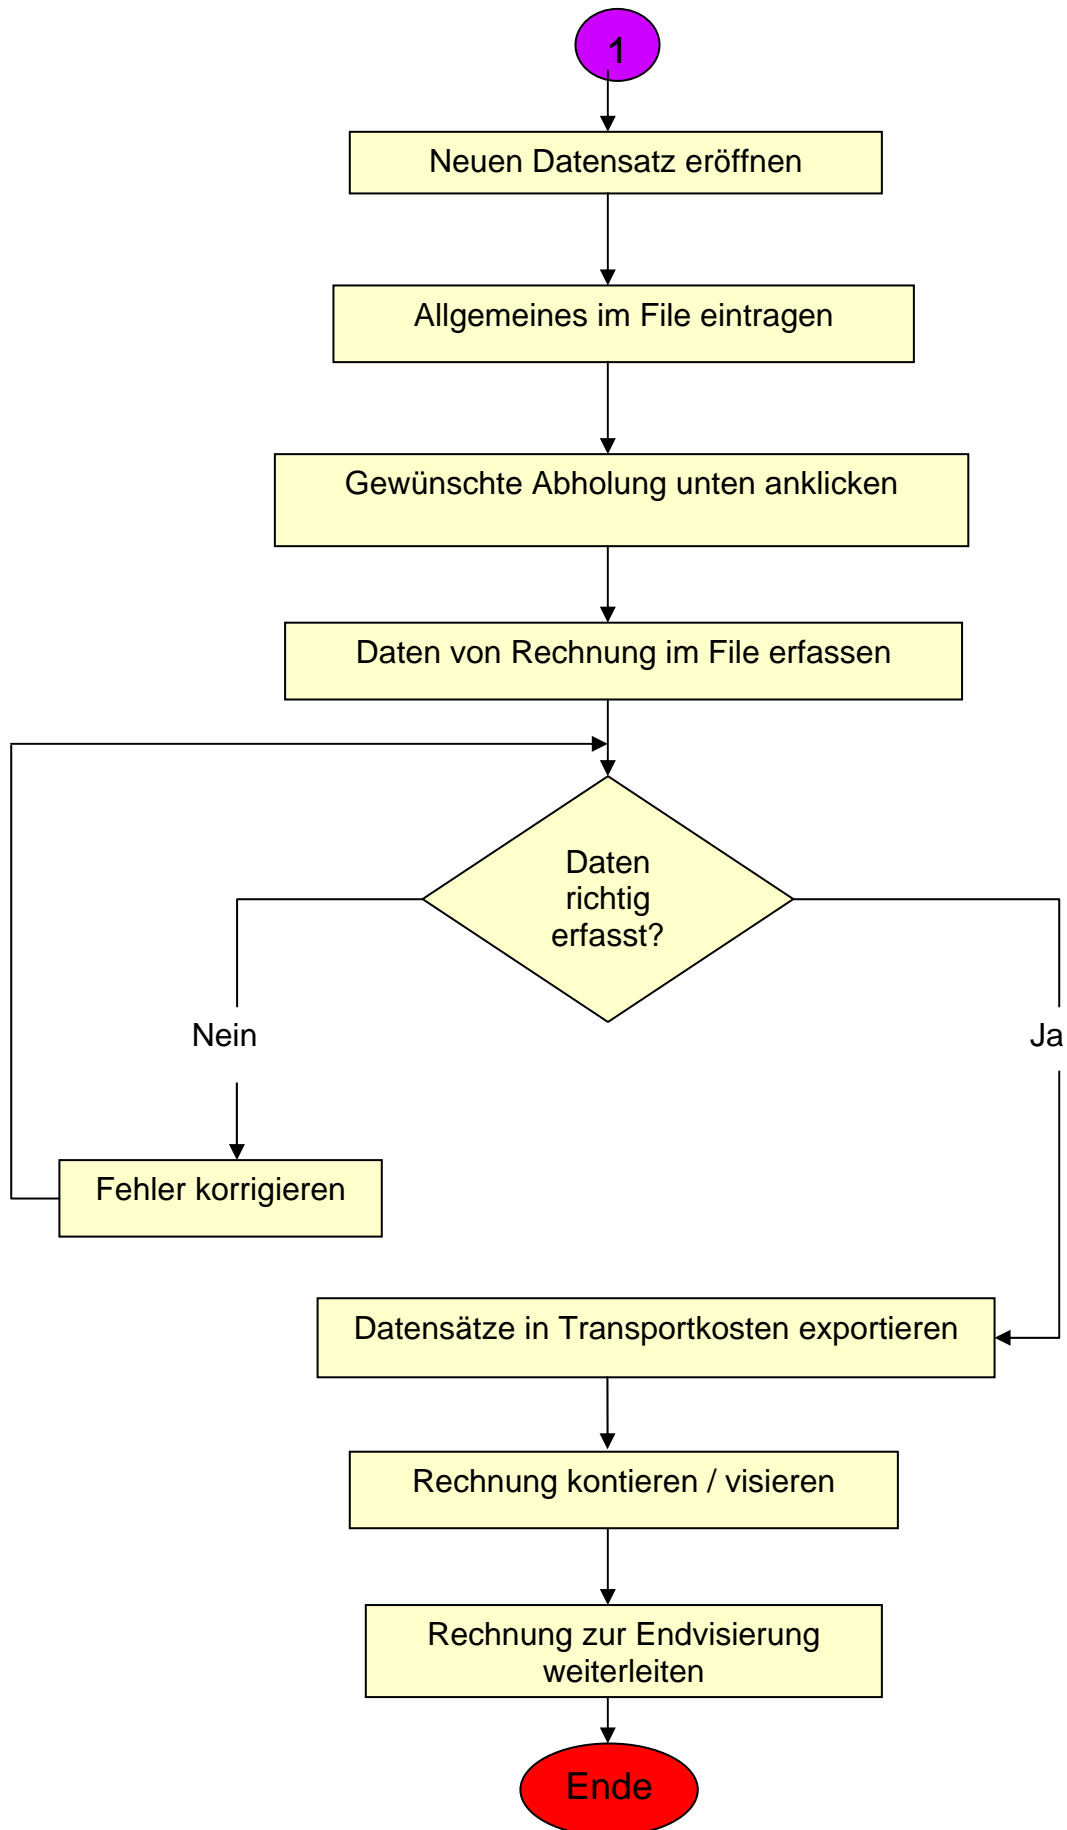 1
Neuen Datensatz eröffnen
Allgemeines im File eintragen
Gewünschte Abholung unten anklicken
Daten von Rechnung im File erfassen
Daten
richtig
erfasst?
Nein
Ja
Fehler korrigieren
Datensätze in Transportkosten exportieren
Rechnung kontieren / visieren
Rechnung zur Endvisierung
weiterleiten
Ende